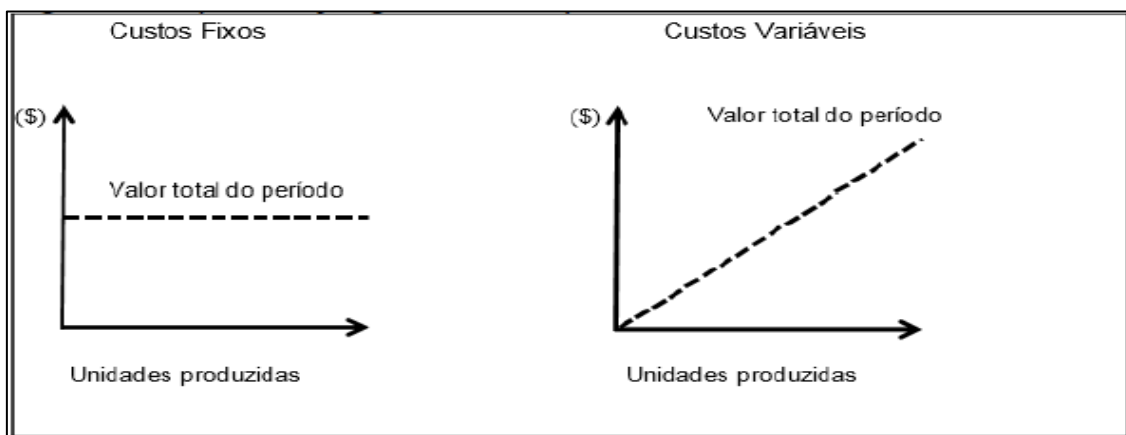 Custos Fixos
Custos Variáveis
($)
Valor total do período
Unidades produzidas
($)
Valor total do período
Unidades produzidas